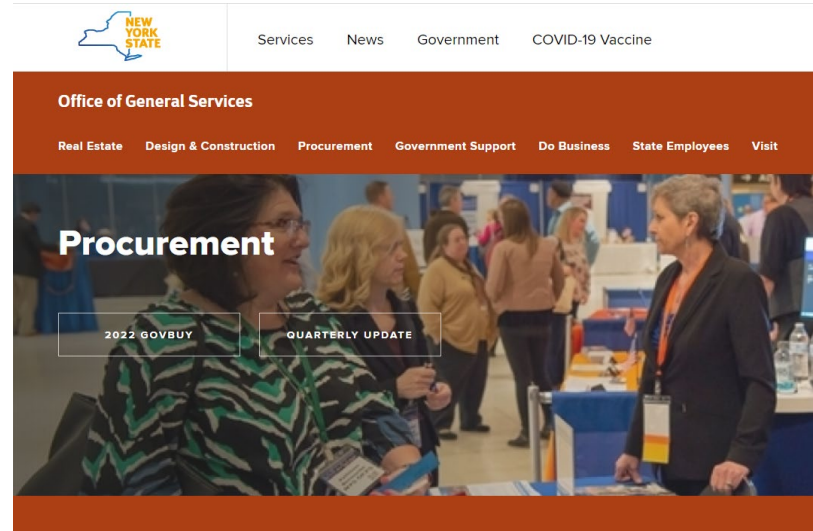 NEW
YORK
STATE
Services News Government COVID-19 Vaccine
Office of General Services
Real Estate Design & Construction Procurement Government Support Do Business State Employees Visit
Procurement
2022 GOVBUY QUARTERLY UPDATE